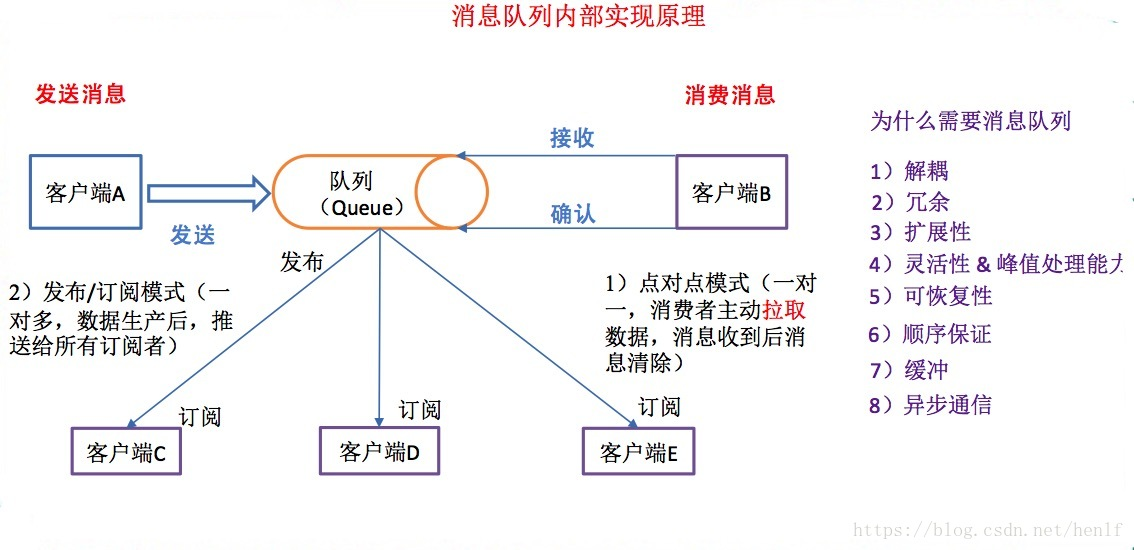 消息队列内部实现原理
发送消息
消费消息
客户端A
发送
队列
（Queue）
接收
确认
客户端B
发布
2）发布/订阅模式（一
对多，数据生产后，推
送给所有订阅者）
1）点对点模式（一对
一，消费者主动拉取
数据，消息收到后消
息清除）
订阅
订阅
订阅
客户端C
客户端D
客户端E
为什么需要消息队列
1）解耦
2）冗余
3）扩展性
4）灵活性 & 峰值处理能力
5）可恢复性
6）顺序保证
7）缓冲
8）异步通信
https://blog.csdn.net/henlf